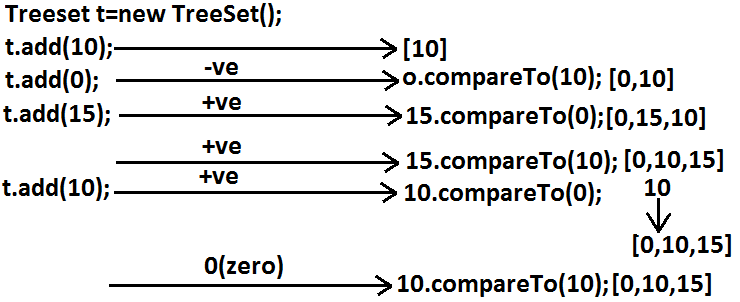 Treeset t=new TreeSet();
t.add(10); [10]
t.add(0); -ve o.compareTo(10); [0,10]
t.add(15); +ve 15.compareTo(0); [0,15,10]
+ve 15.compareTo(10); [0,10,15]
t.add(10); +ve 10.compareTo(0); 10
[0,10,15]
0(zero) 10.compareTo(10); [0,10,15]